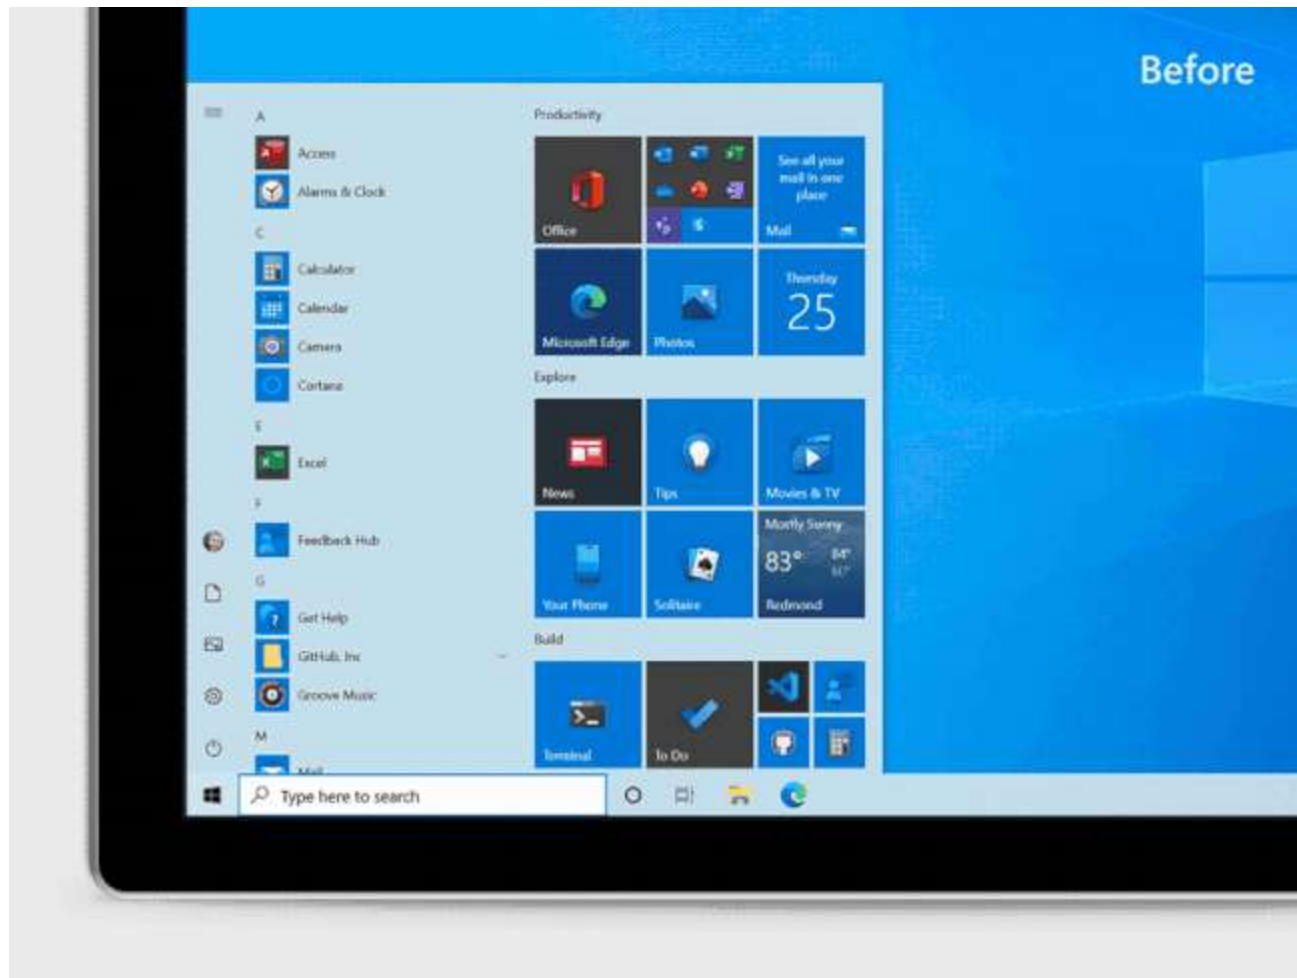 Before
A
Access
Alarms & Clock
C
Calculator
Calendar
Camera
Cortana
E
Excel
F
Feedback Hub
G
Get Help
GitHub, Inc
Groove Music
M
Mail
Productivity
Office
See all your
mail in one
place
Mail
Microsoft Edge
Photos
Thursday
25
Explore
News
Tips
Movies & TV
Your Phone
Solitaire
Mostly Sunny
83°
84°
Redmond
Build
Terminal
To Do
Type here to search